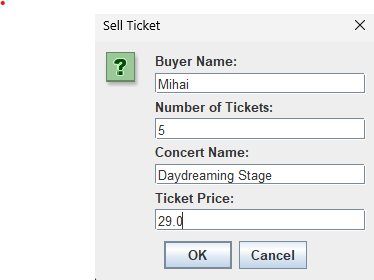 Sell Ticket
?
Buyer Name:
Mihai
Number of Tickets:
5
Concert Name:
Daydreaming Stage
Ticket Price:
29.0
OK Cancel